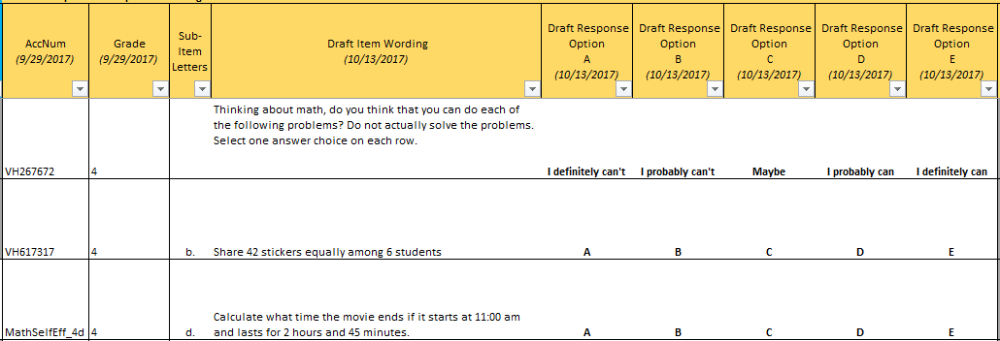 AccNum
(9/29/2017)
Grade
(9/29/2017)
Sub-
Item
Letters
Draft Item Wording
(10/13/2017)
Draft Response
Option
A
(10/13/2017)
Draft Response
Option
B
(10/13/2017)
Draft Response
Option
C
(10/13/2017)
Draft Response
Option
D
(10/13/2017)
Draft Response
Option
E
(10/13/2017)
Thinking about math, do you think that you can do each of
the following problems? Do not actually solve the problems.
Select one answer choice on each row.
VH267672 4 I definitely can't I probably can't Maybe I probably can I definitely can
VH617317 4 b. Share 42 stickers equally among 6 students A B C D E
Calculate what time the movie ends if it starts at 11:00 am
MathSelfEff_4d 4 d. and lasts for 2 hours and 45 minutes. A B C D E